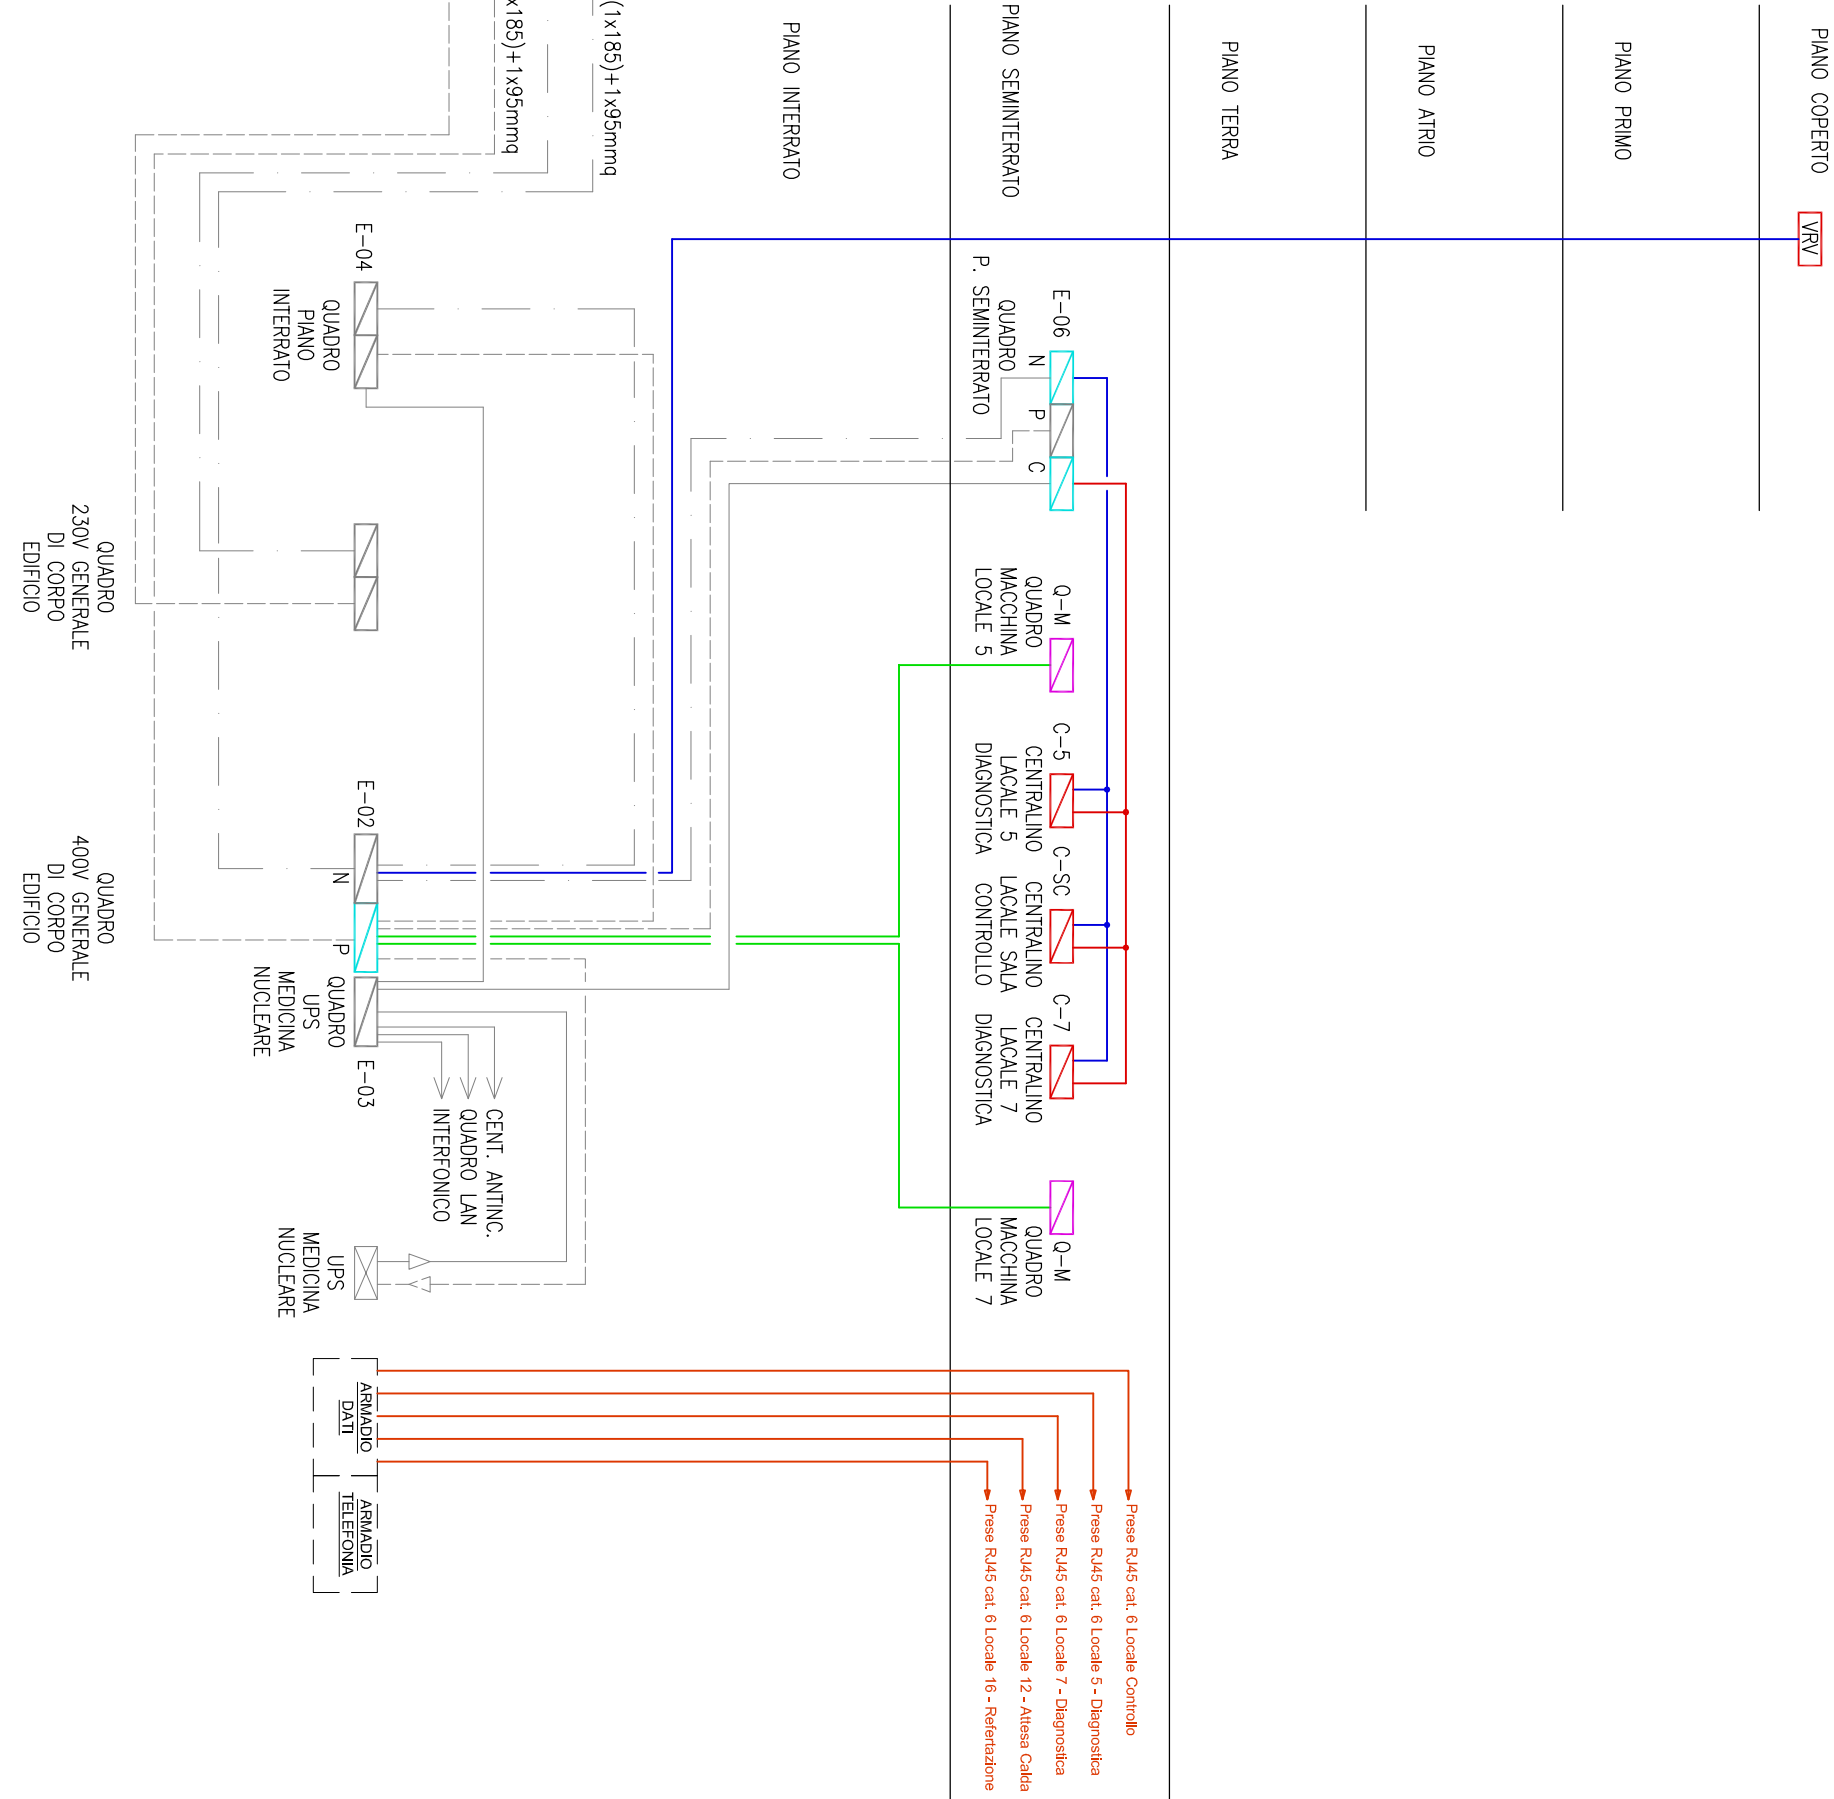 PIANO COPERTO
VRV
PIANO PRIMO
PIANO ATRIO
PIANO TERRA
PIANO SEMINTERRATO
E-06
N
P
C
QUADRO
P. SEMINTERRATO
Q-M
QUADRO
MACCHINA
LOCALE 5
C-5
CENTRALINO
LACALE 5
DIAGNOSTICA
C-SC
CENTRALINO
LACALE SALA
CONTROLLO
C-7
CENTRALINO
LACALE 7
DIAGNOSTICA
Q-M
QUADRO
MACCHINA
LOCALE 7
Prese RJ45 cat. 6 Locale Controllo
Prese RJ45 cat. 6 Locale 5 - Diagnostica
Prese RJ45 cat. 6 Locale 7 - Diagnostica
Prese RJ45 cat. 6 Locale 12 - Attesa Calda
Prese RJ45 cat. 6 Locale 16 - Refertazione
PIANO INTERRATO
(1x185)+1x95mmq
x185)+1x95mmq
E-04
QUADRO
PIANO
INTERRATO
QUADRO
230V GENERALE
DI CORPO
EDIFICIO
E-02
N
P
QUADRO
400V GENERALE
DI CORPO
EDIFICIO
QUADRO
UPS
MEDICINA
NUCLEARE
E-03
CENT. ANTINC.
QUADRO LAN
INTERFONICO
UPS
MEDICINA
NUCLEARE
ARMADIO
DATI
ARMADIO
TELEFONIA